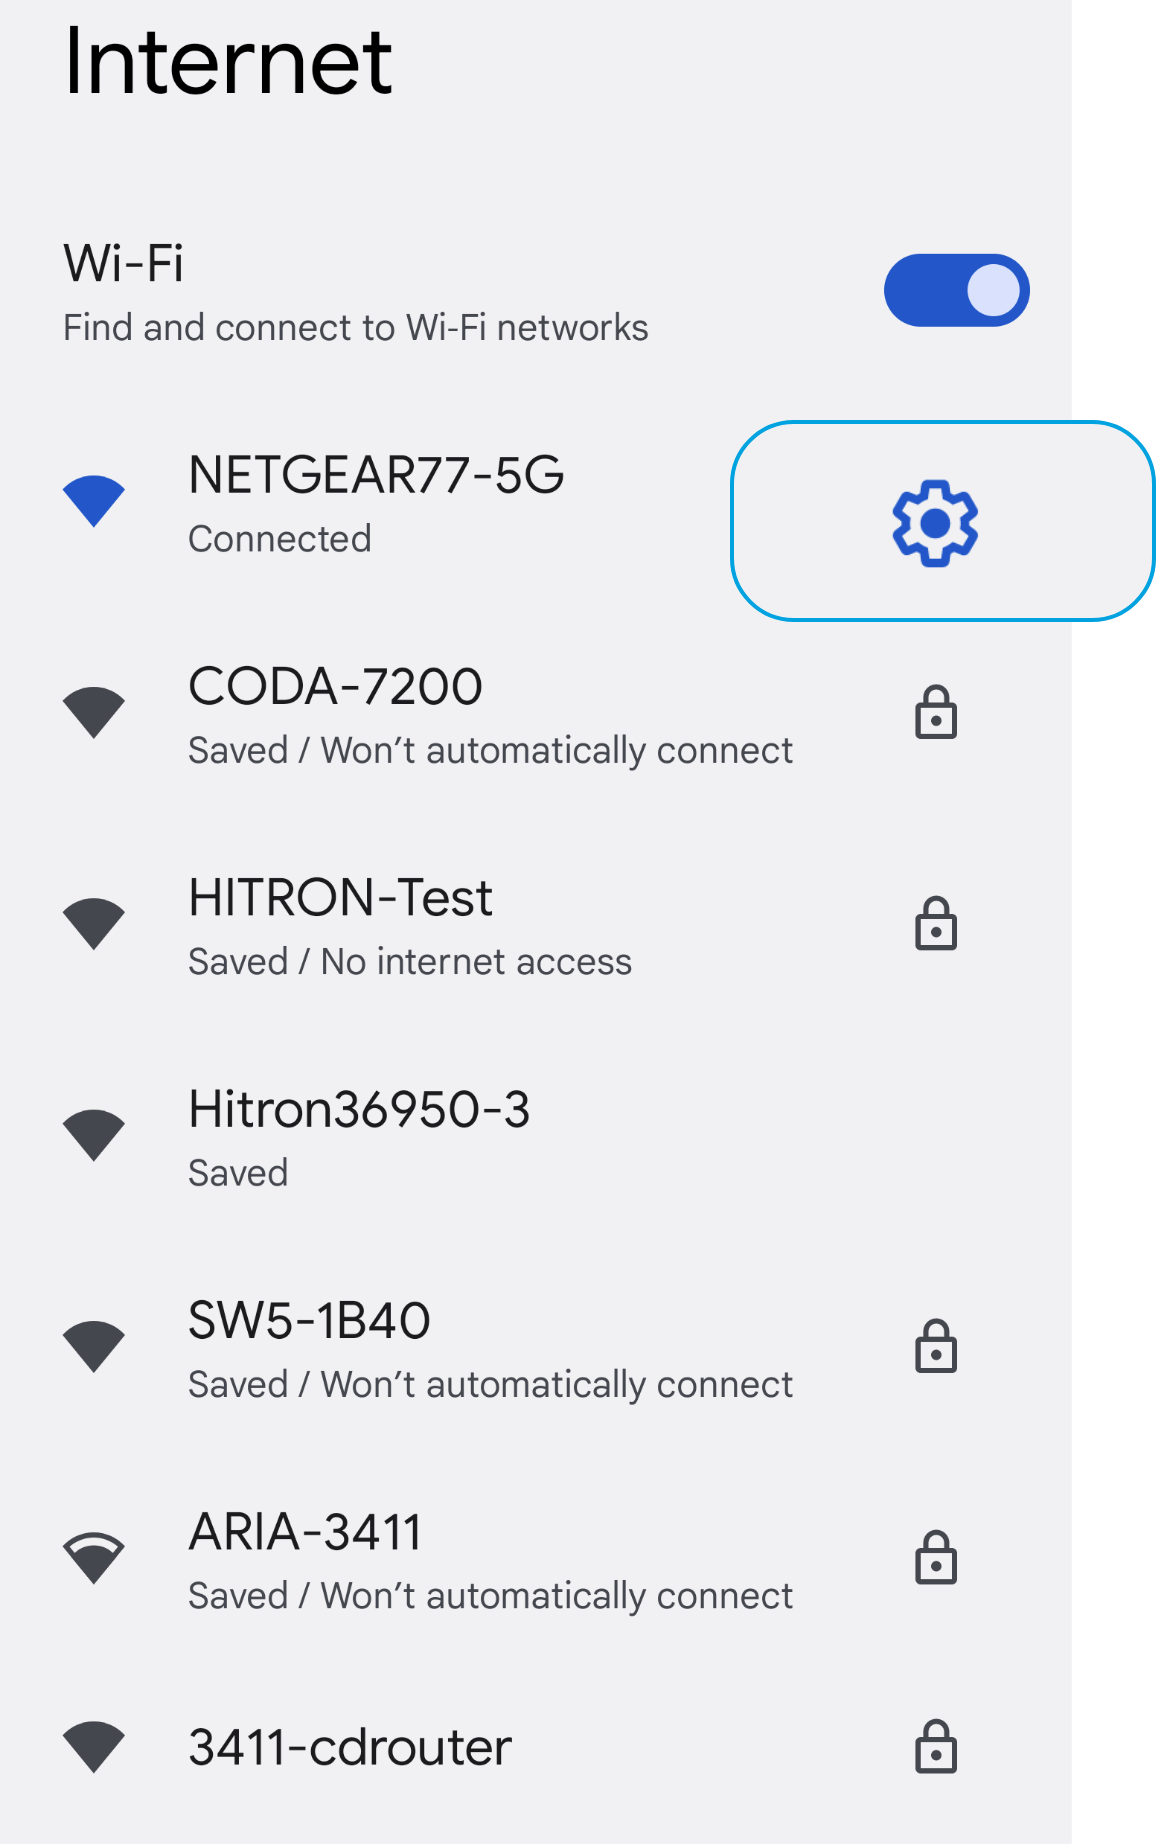 Internet
Wi-Fi
Find and connect to Wi-Fi networks
NETGEAR77-5G
Connected
CODA-7200
Saved / Won’t automatically connect
HITRON-Test
Saved / No internet access
Hitron36950-3
Saved
SW5-1B40
Saved / Won’t automatically connect
ARIA-3411
Saved / Won’t automatically connect
3411-cdrouter